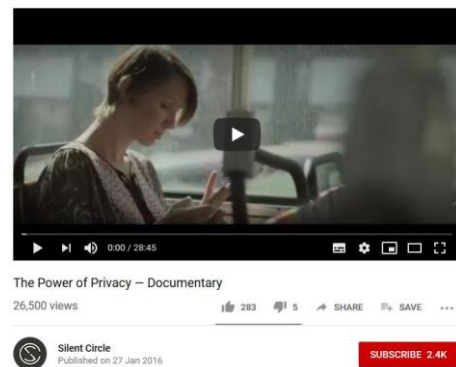 0:00 / 28:45
The Power of Privacy — Documentary
26,500 views
283 5 SHARE SAVE
Silent Circle
Published on 27 Jan 2016
SUBSCRIBE 2.4K